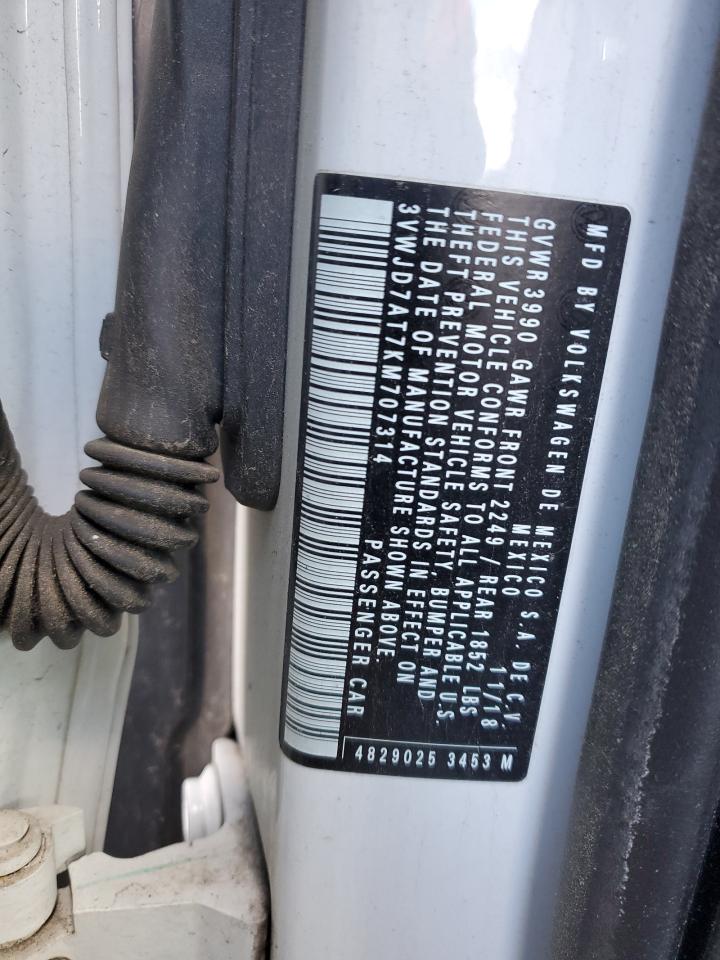 MFD BY VOLKSWAGEN DE MEXICO S.A. DE C.V.
MEXICO 11/18
GVWR 3990 GAWR FRONT 2249 / REAR 1852 LBS
THIS VEHICLE CONFORMS TO ALL APPLICABLE U.S.
FEDERAL MOTOR VEHICLE SAFETY, BUMPER AND
THEFT PREVENTION STANDARDS IN EFFECT ON
THE DATE OF MANUFACTURE SHOWN ABOVE.
3VWJD7AT7KM707314 PASSENGER CAR
4829025 3453 M